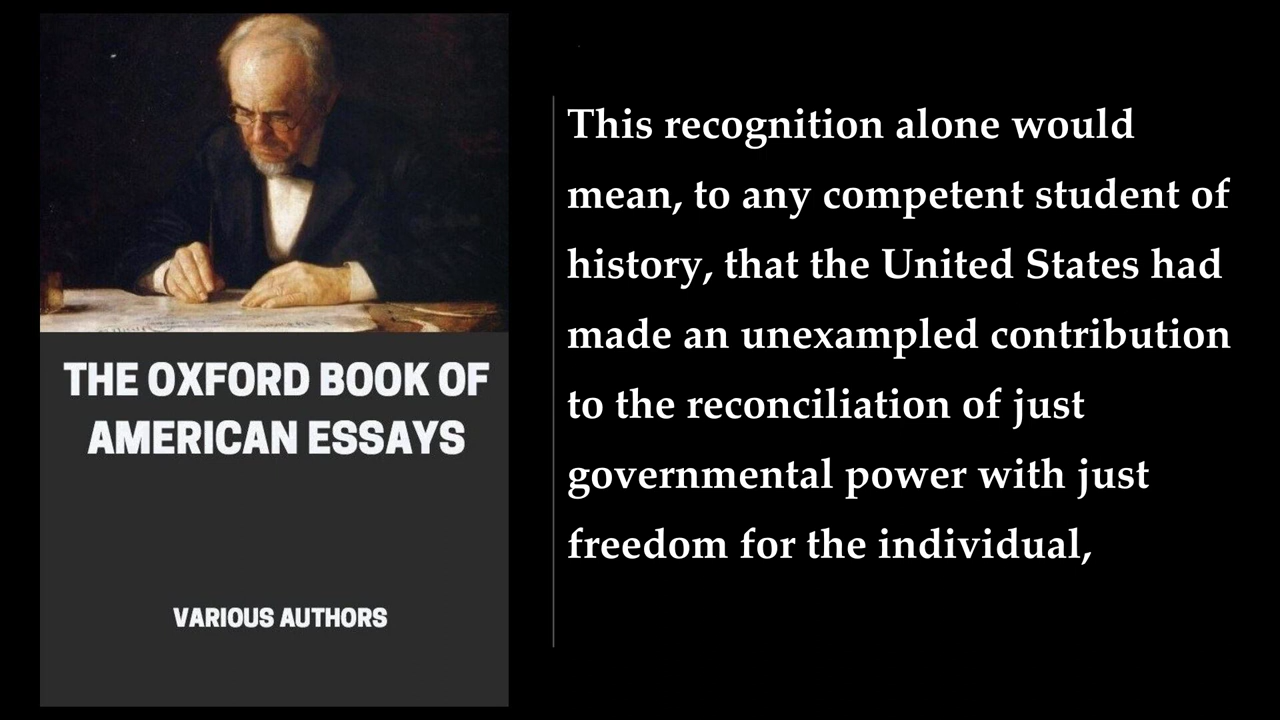 THE OXFORD BOOK OF
AMERICAN ESSAYS
VARIOUS AUTHORS
This recognition alone would
mean, to any competent student of
history, that the United States had
made an unexampled contribution
to the reconciliation of just
governmental power with just
freedom for the individual,